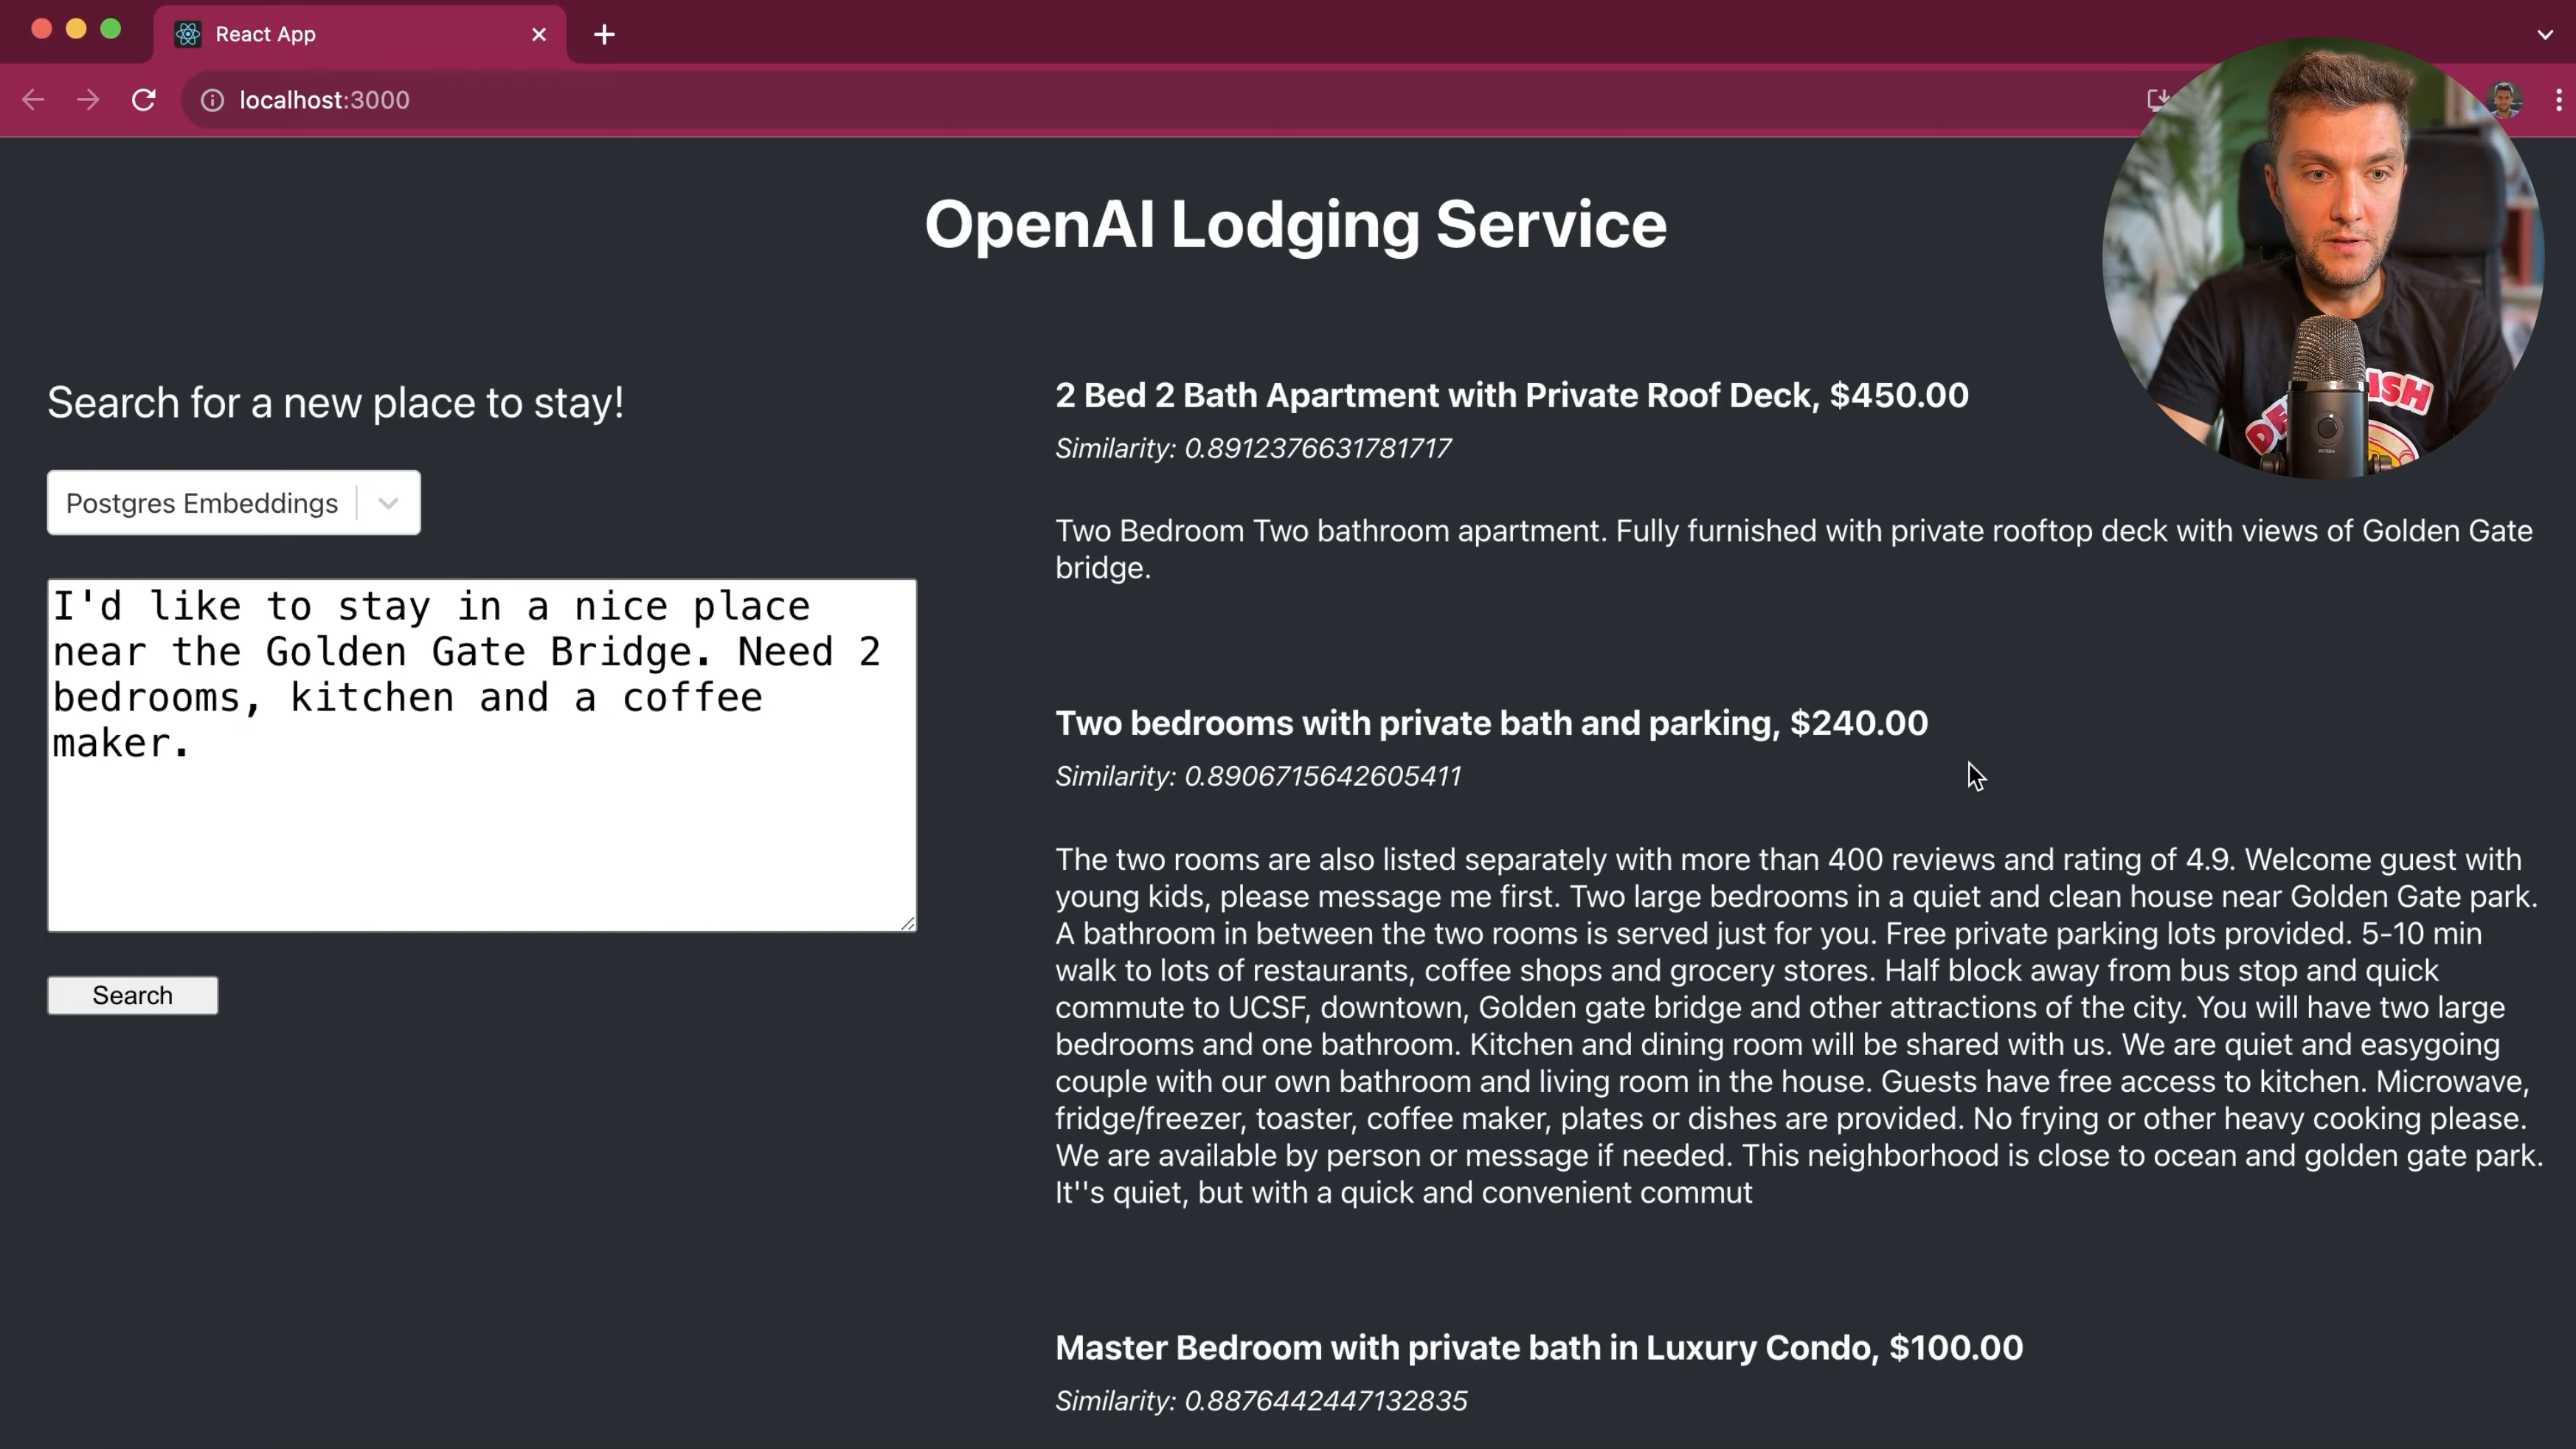 React App
localhost:3000
OpenAI Lodging Service
Search for a new place to stay!
Postgres Embeddings
I'd like to stay in a nice place
near the Golden Gate Bridge. Need 2
bedrooms, kitchen and a coffee
maker.
Search
2 Bed 2 Bath Apartment with Private Roof Deck, $450.00
Similarity: 0.8912376631781717
Two Bedroom Two bathroom apartment. Fully furnished with private rooftop deck with views of Golden Gate
bridge.
Two bedrooms with private bath and parking, $240.00
Similarity: 0.8906715642605411
The two rooms are also listed separately with more than 400 reviews and rating of 4.9. Welcome guest with
young kids, please message me first. Two large bedrooms in a quiet and clean house near Golden Gate park.
A bathroom in between the two rooms is served just for you. Free private parking lots provided. 5-10 min
walk to lots of restaurants, coffee shops and grocery stores. Half block away from bus stop and quick
commute to UCSF, downtown, Golden gate bridge and other attractions of the city. You will have two large
bedrooms and one bathroom. Kitchen and dining room will be shared with us. We are quiet and easygoing
couple with our own bathroom and living room in the house. Guests have free access to kitchen. Microwave,
fridge/freezer, toaster, coffee maker, plates or dishes are provided. No frying or other heavy cooking please.
We are available by person or message if needed. This neighborhood is close to ocean and golden gate park.
It''s quiet, but with a quick and convenient commut
Master Bedroom with private bath in Luxury Condo, $100.00
Similarity: 0.8876442447132835